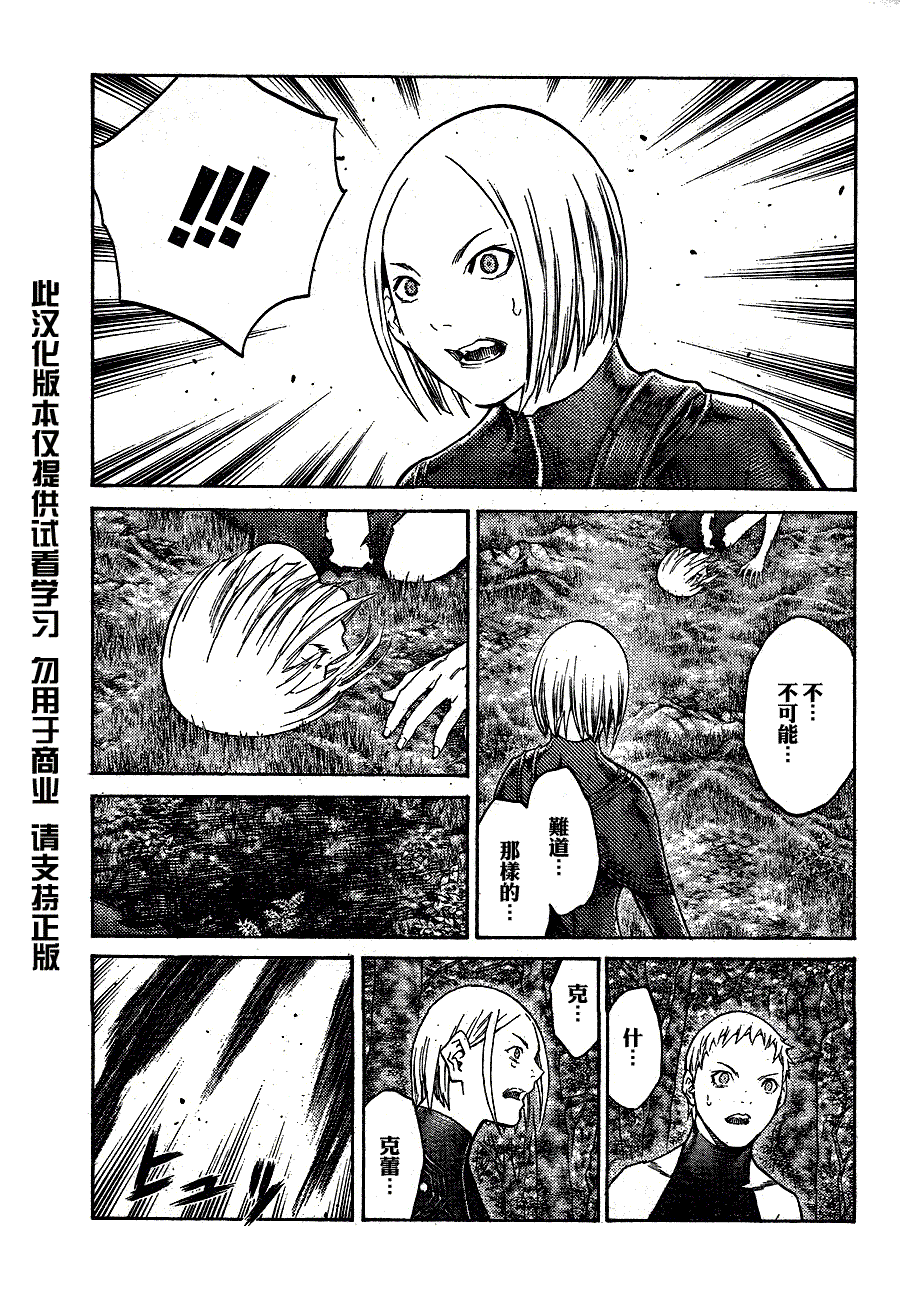 !!!
不…
不可能…
難道…
那樣的…
什…
克…
克蕾…
ヒュッ
此汉化版本仅提供试看学习 勿用于商业 请支持正版